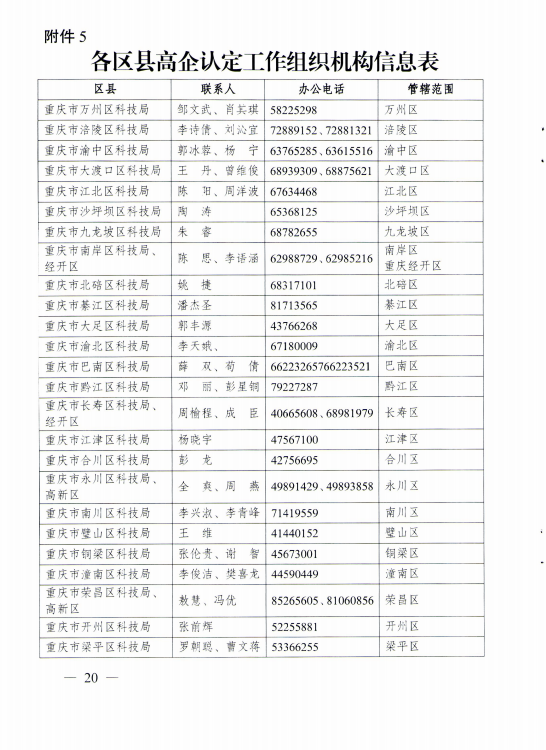 附件 5
各区县高企认定工作组织机构信息表
区县 联系人 办公电话 管辖范围
重庆市万州区科技局 邹文武、肖其琪 58225298 万州区
重庆市涪陵区科技局 李诗倩、刘沁宜 72889152、72881321 涪陵区
重庆市渝中区科技局 郭冰蓉、杨 宁 63765285、63615516 渝中区
重庆市大渡口区科技局 王 丹、曾维俊 68939309、68875621 大渡口区
重庆市江北区科技局 陈 阳、周洋波 67634468 江北区
重庆市沙坪坝区科技局 陶 涛 65368125 沙坪坝区
重庆市九龙坡区科技局 朱 睿 68782655 九龙坡区
重庆市南岸区科技局、
经开区 陈 思、李语涵 62988729、62985216 南岸区
重庆经开区
重庆市北碚区科技局 姚 捷 68317101 北碚区
重庆市綦江区科技局 潘杰圣 81713565 綦江区
重庆市大足区科技局 郭丰源 43766268 大足区
重庆市渝北区科技局 李天娥、 67180009 渝北区
重庆市巴南区科技局 薛 双、苟 倩 66223265766223521 巴南区
重庆市黔江区科技局 邓 丽、彭星铜 79227287 黔江区
重庆市长寿区科技局、
经开区 周榆程、成 臣 40665608、68981979 长寿区
重庆市江津区科技局 杨晓宇 47567100 江津区
重庆市合川区科技局 彭 龙 42756695 合川区
重庆市永川区科技局、
高新区 全 爽、周 燕 49891429、49893858 永川区
重庆市南川区科技局 李兴淑、李青峰 71419559 南川区
重庆市璧山区科技局 王 维 41440152 璧山区
重庆市铜梁区科技局 张伦贵、谢 智 45673001 铜梁区
重庆市潼南区科技局 李俊洁、樊喜龙 44590449 潼南区
重庆市荣昌区科技局、
高新区 敖慧、冯优 85265605、81060856 荣昌区
重庆市开州区科技局 张前辉 52255881 开州区
重庆市梁平区科技局 罗朝聪、曹文蒋 53366255 梁平区
— 20 —